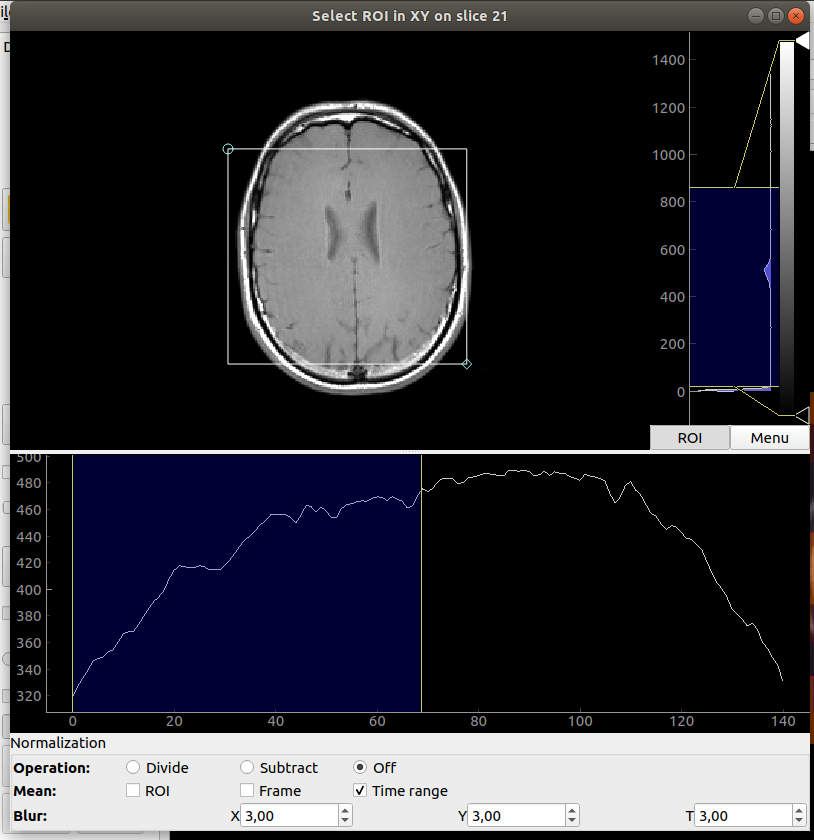 Select ROI in XY on slice 21
1400
1200
1000
800
600
400
200
0
ROI Menu
500
480
460
440
420
400
380
360
340
320
0 20 40 60 80 100 120 140
Normalization
Operation: Divide Subtract Off
Mean: ROI Frame Time range
Blur: X 3,00 Y 3,00 T 3,00